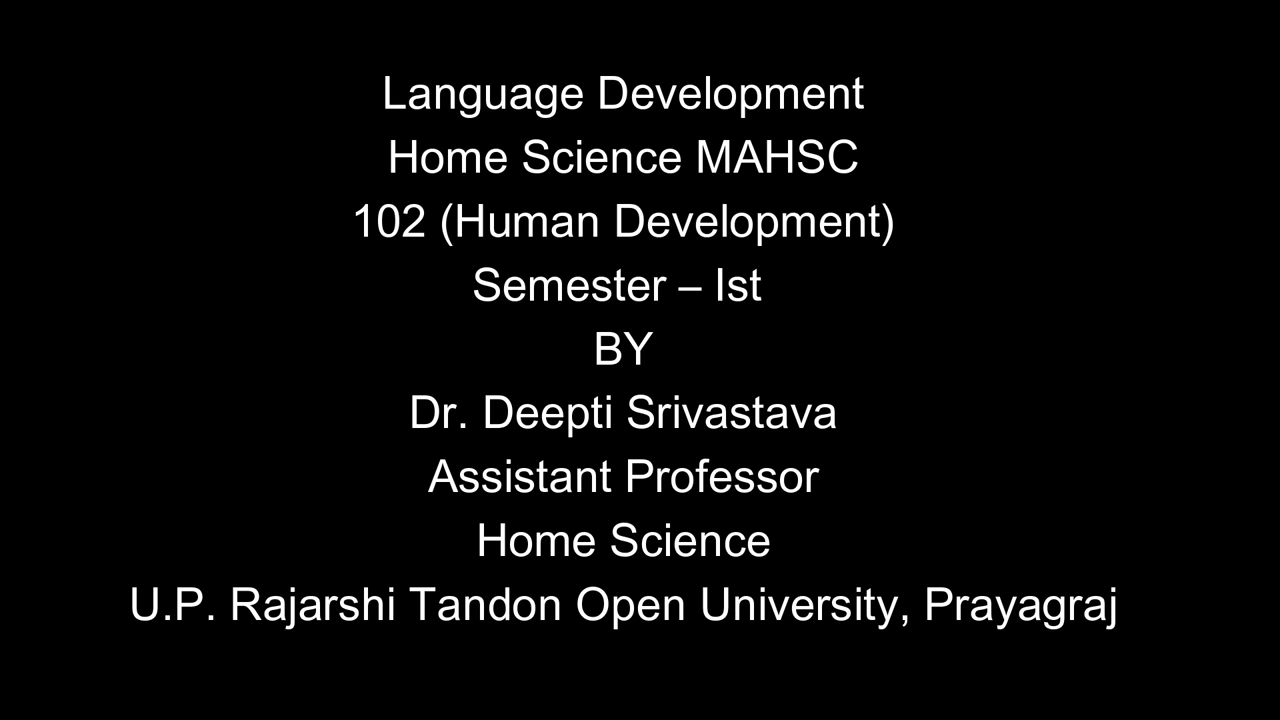 Language Development
Home Science MAHSC
102 (Human Development)
Semester – Ist
BY
Dr. Deepti Srivastava
Assistant Professor
Home Science
U.P. Rajarshi Tandon Open University, Prayagraj